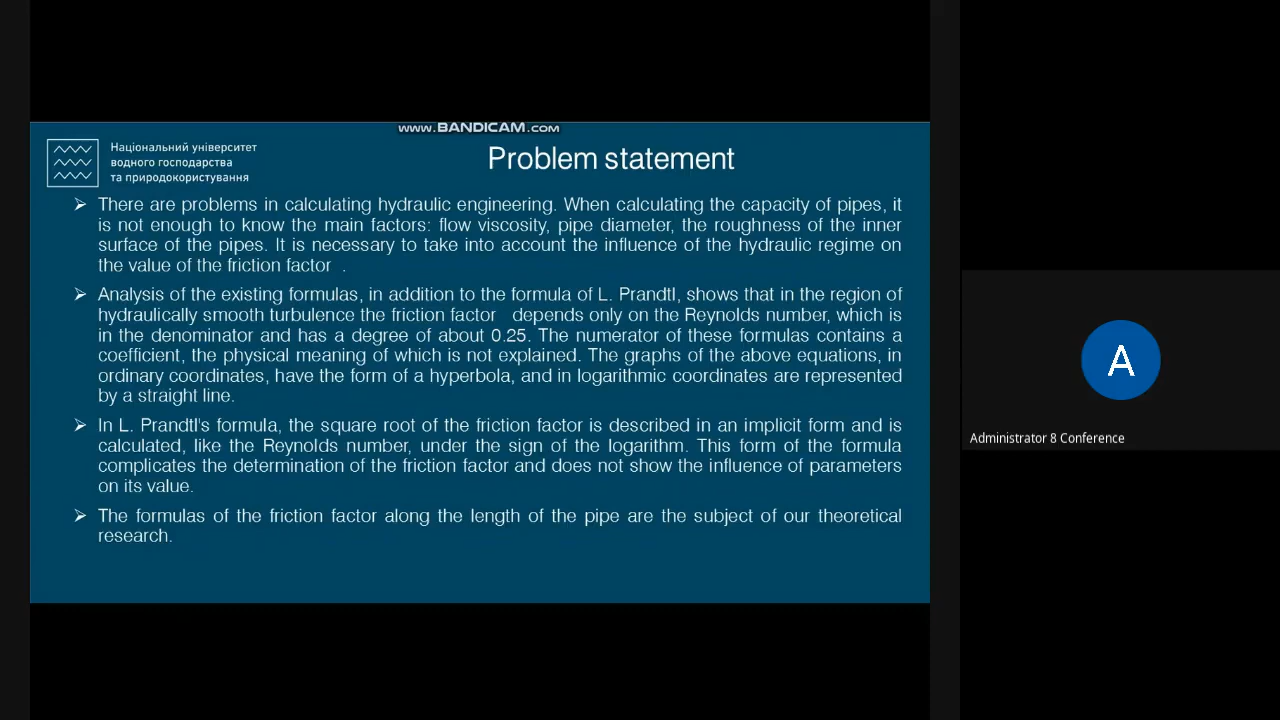 www.BANDICAM.com
Національний університет
водного господарства
та природокористування
Problem statement
➢ There are problems in calculating hydraulic engineering. When calculating the capacity of pipes, it
is not enough to know the main factors: flow viscosity, pipe diameter, the roughness of the inner
surface of the pipes. It is necessary to take into account the influence of the hydraulic regime on
the value of the friction factor .
➢ Analysis of the existing formulas, in addition to the formula of L. Prandtl, shows that in the region of
hydraulically smooth turbulence the friction factor depends only on the Reynolds number, which is
in the denominator and has a degree of about 0.25. The numerator of these formulas contains a
coefficient, the physical meaning of which is not explained. The graphs of the above equations, in
ordinary coordinates, have the form of a hyperbola, and in logarithmic coordinates are represented
by a straight line.
➢ In L. Prandtl's formula, the square root of the friction factor is described in an implicit form and is
calculated, like the Reynolds number, under the sign of the logarithm. This form of the formula
complicates the determination of the friction factor and does not show the influence of parameters
on its value.
➢ The formulas of the friction factor along the length of the pipe are the subject of our theoretical
research.
A
Administrator 8 Conference